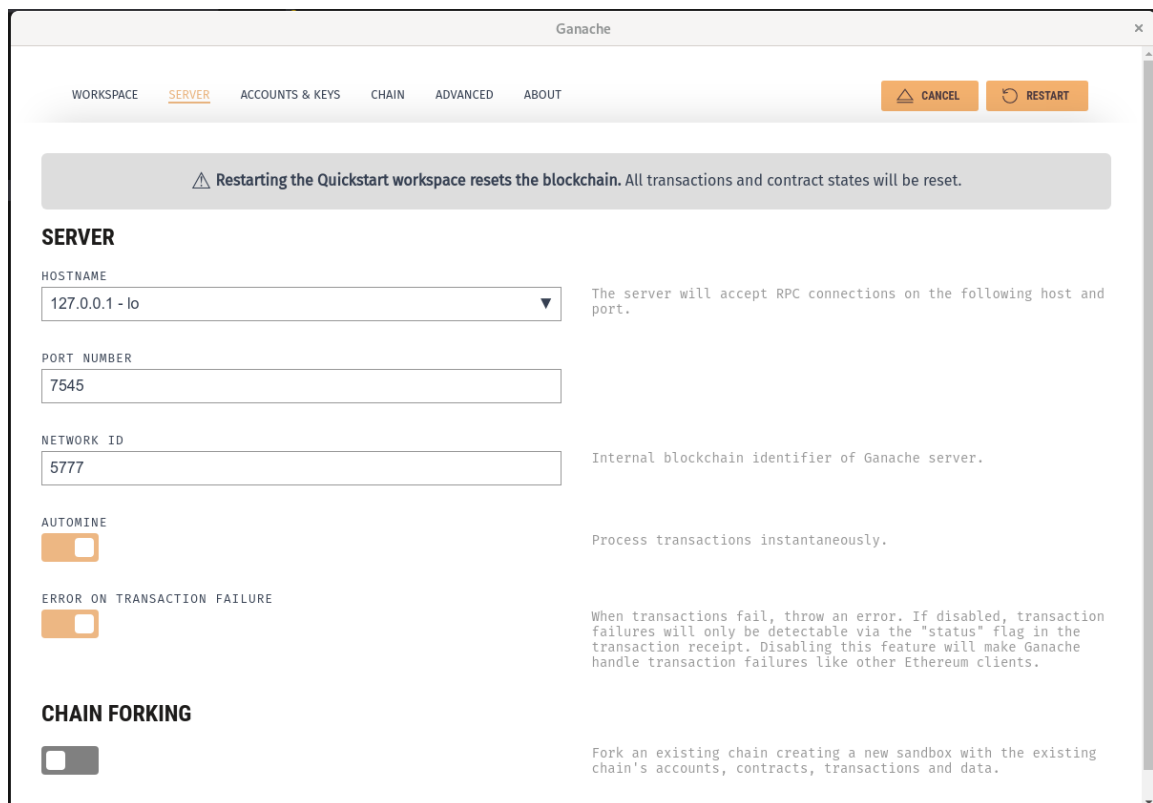 Ganache
×
WORKSPACE SERVER ACCOUNTS & KEYS CHAIN ADVANCED ABOUT CANCEL RESTART
Restarting the Quickstart workspace resets the blockchain. All transactions and contract states will be reset.
SERVER
HOSTNAME
127.0.0.1 - lo
The server will accept RPC connections on the following host and
port.
PORT NUMBER
7545
NETWORK ID
5777
Internal blockchain identifier of Ganache server.
AUTOMINE
Process transactions instantaneously.
ERROR ON TRANSACTION FAILURE
When transactions fail, throw an error. If disabled, transaction
failures will only be detectable via the "status" flag in the
transaction receipt. Disabling this feature will make Ganache
handle transaction failures like other Ethereum clients.
CHAIN FORKING
Fork an existing chain creating a new sandbox with the existing
chain's accounts, contracts, transactions and data.